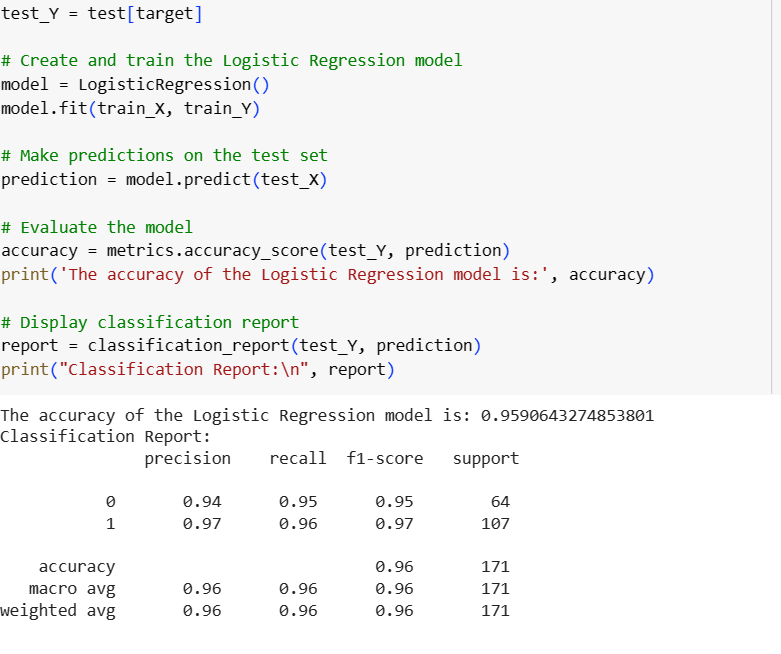 test_Y = test[target]
# Create and train the Logistic Regression model
model = LogisticRegression()
model.fit(train_X, train_Y)
# Make predictions on the test set
prediction = model.predict(test_X)
# Evaluate the model
accuracy = metrics.accuracy_score(test_Y, prediction)
print('The accuracy of the Logistic Regression model is:', accuracy)
# Display classification report
report = classification_report(test_Y, prediction)
print("Classification Report:\n", report)
The accuracy of the Logistic Regression model is: 0.9590643274853801
Classification Report:
precision recall f1-score support
0 0.94 0.95 0.95 64
1 0.97 0.96 0.97 107
accuracy 0.96 171
macro avg 0.96 0.96 0.96 171
weighted avg 0.96 0.96 0.96 171